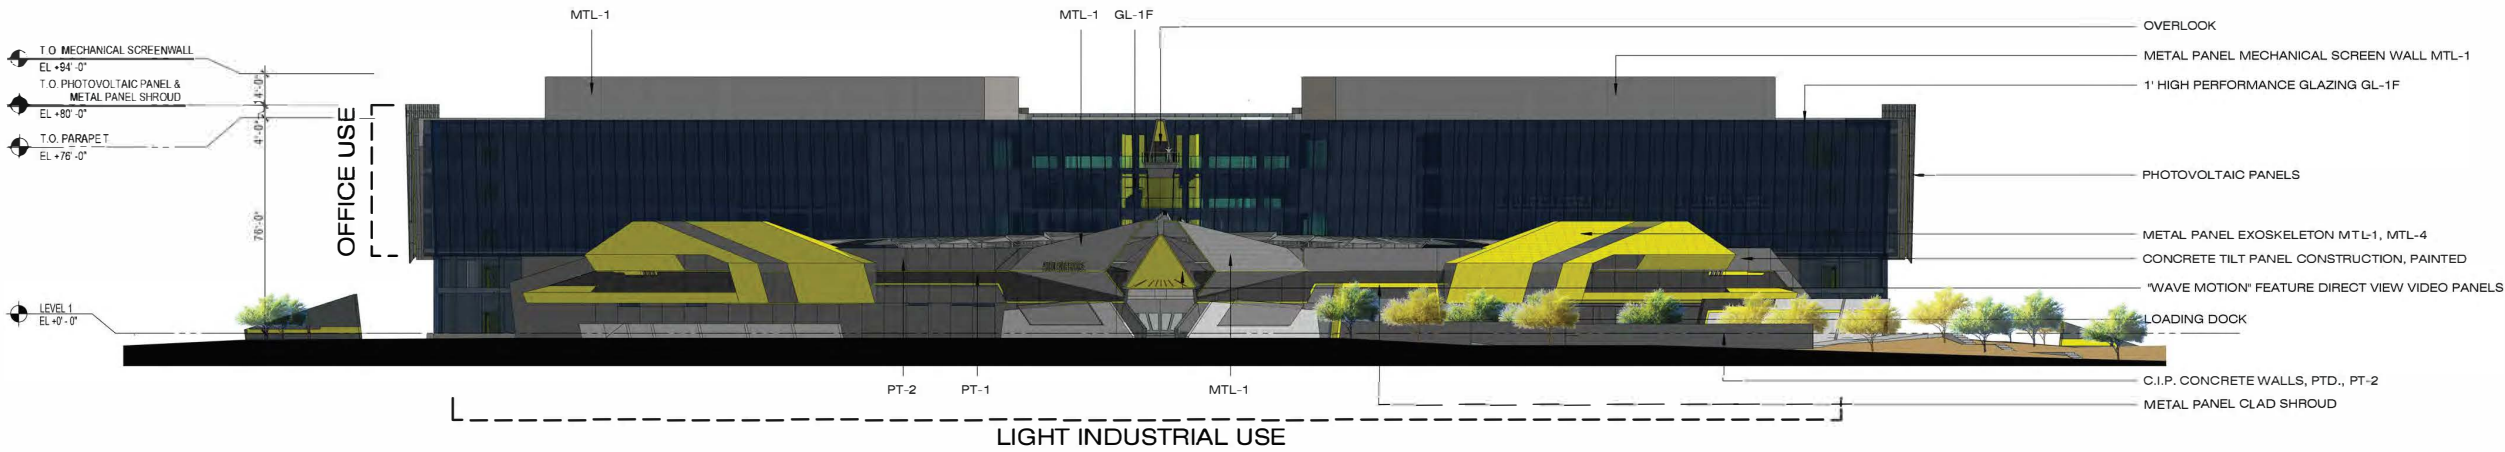 MTL-1
MTL-1
GL-1F
OVERLOOK
T.O. MECHANICAL SCREENWALL
EL +94'-0"
METAL PANEL MECHANICAL SCREEN WALL MTL-1
T.O. PHOTOVOLTAIC PANEL &
METAL PANEL SHROUD
EL +80'-0"
1' HIGH PERFORMANCE GLAZING GL-1F
T.O. PARAPET
EL +76'-0"
14'-0"
4'-0"
76'-0"
OFFICE USE
PHOTOVOLTAIC PANELS
METAL PANEL EXOSKELETON MTL-1, MTL-4
CONCRETE TILT PANEL CONSTRUCTION, PAINTED
"WAVE MOTION" FEATURE DIRECT VIEW VIDEO PANELS
LEVEL 1
EL +0'-0"
LOADING DOCK
PT-2
PT-1
MTL-1
C.I.P. CONCRETE WALLS, PTD., PT-2
METAL PANEL CLAD SHROUD
LIGHT INDUSTRIAL USE